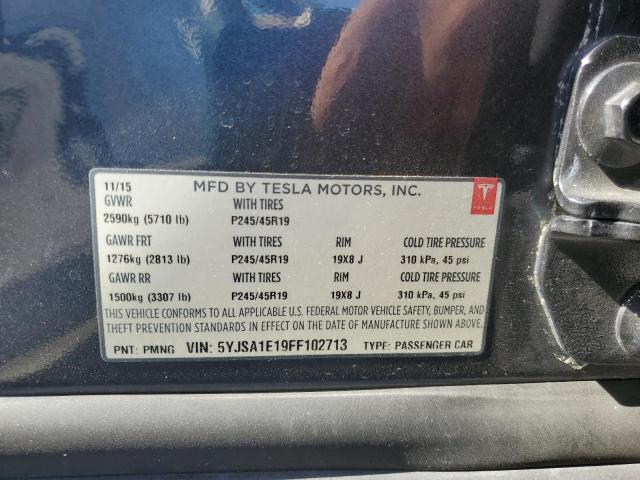 11/15 MFD BY TESLA MOTORS, INC.
GVWR WITH TIRES
2590kg (5710 lb) P245/45R19
GAWR FRT WITH TIRES RIM COLD TIRE PRESSURE
1276kg (2813 lb) P245/45R19 19X8 J 310 kPa, 45 psi
GAWR RR WITH TIRES RiM COLD TIRE PRESSURE
1500kg (3307 lb) P245/45R19 19X8 J 310 kPa, 45 psi
THIS VEHICLE CONFORMS TO ALL APPLICABLE U.S. FEDERAL MOTOR VEHICLE SAFETY, BUMPER, AND
THEFT PREVENTION STANDARDS IN EFFECT ON THE DATE OF MANUFACTURE SHOWN ABOVE.
PNT: PMNG VIN: 5YJSA1E19FF102713 TYPE: PASSENGER CAR
TESLA